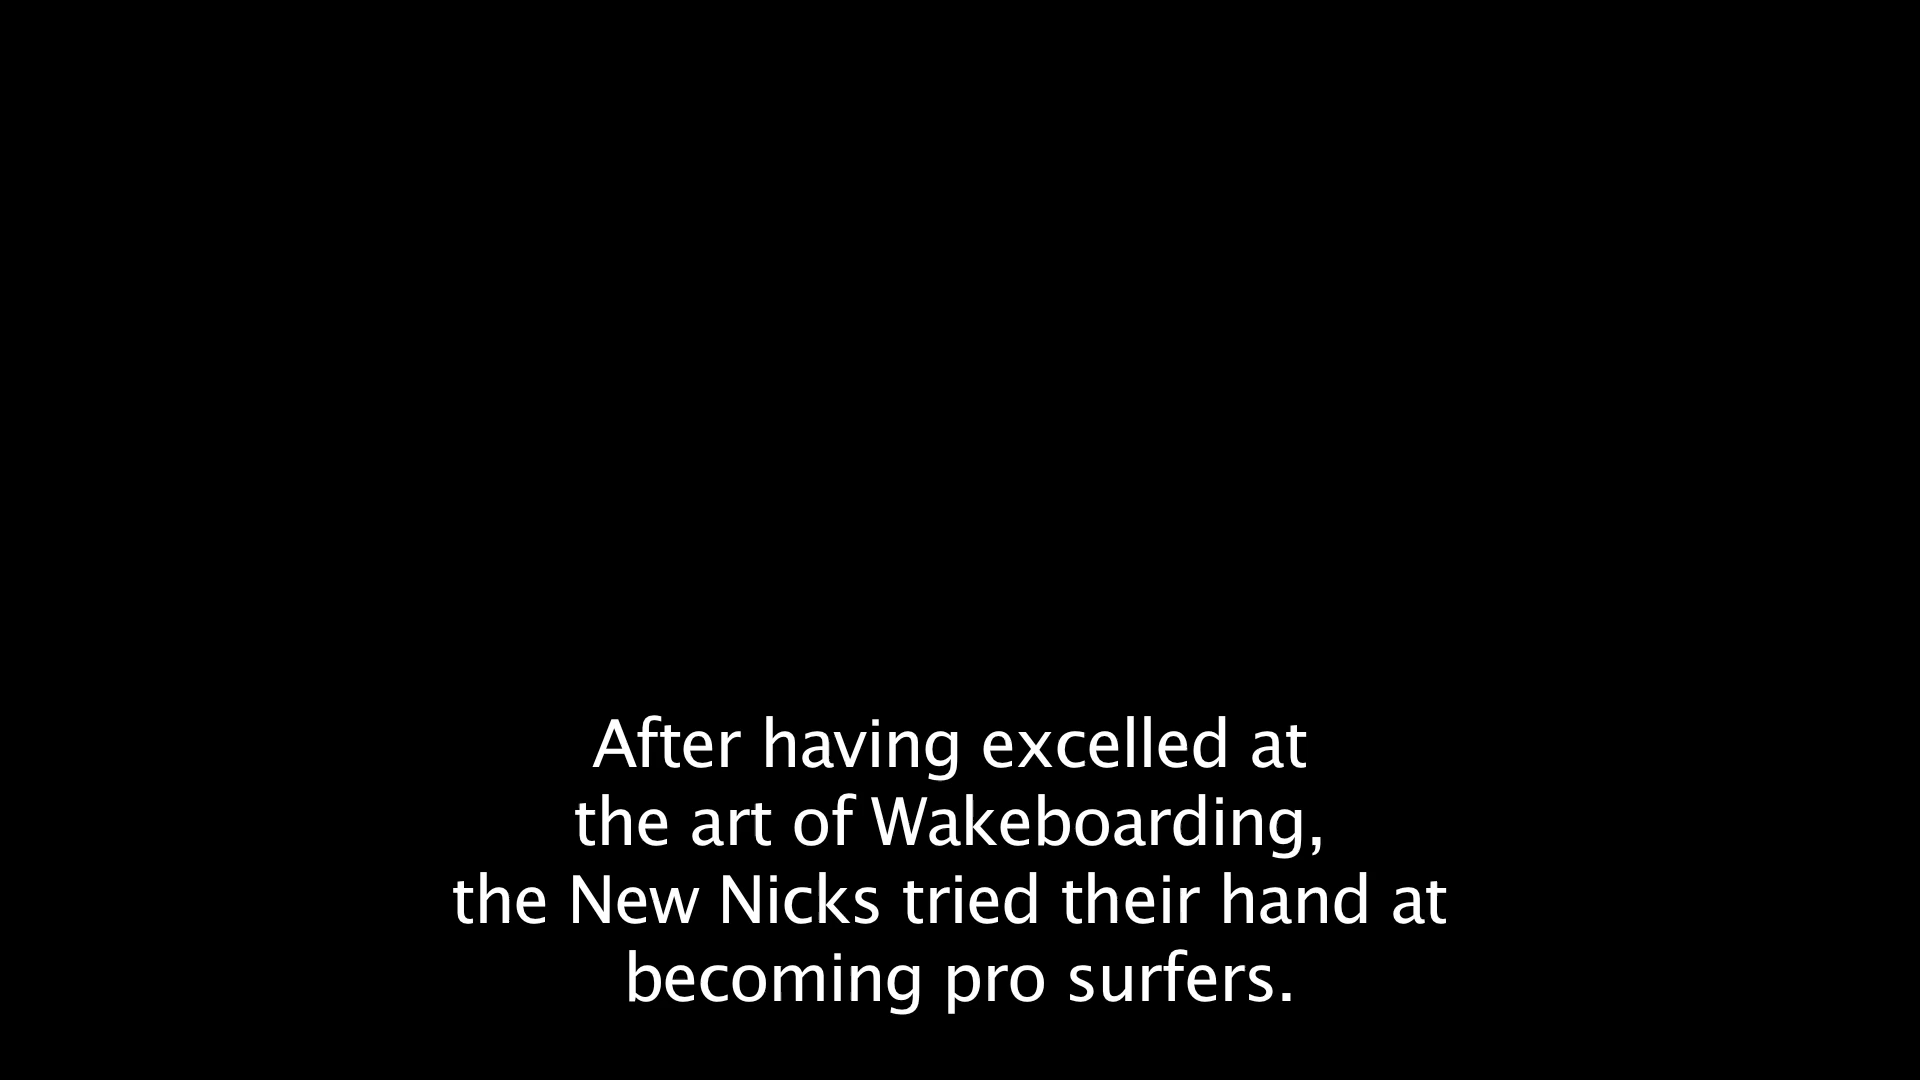 After having excelled at
the art of Wakeboarding,
the New Nicks tried their hand at
becoming pro surfers.